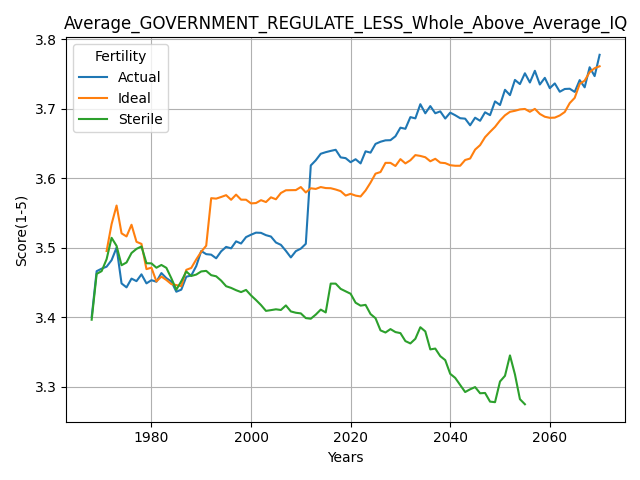 Average_GOVERNMENT_REGULATE_LESS_Whole_Above_Average_IQ
Fertility
Actual
Ideal
Sterile
3.8
3.7
3.6
3.5
3.4
3.3
Score(1-5)
1980
2000
2020
2040
2060
Years